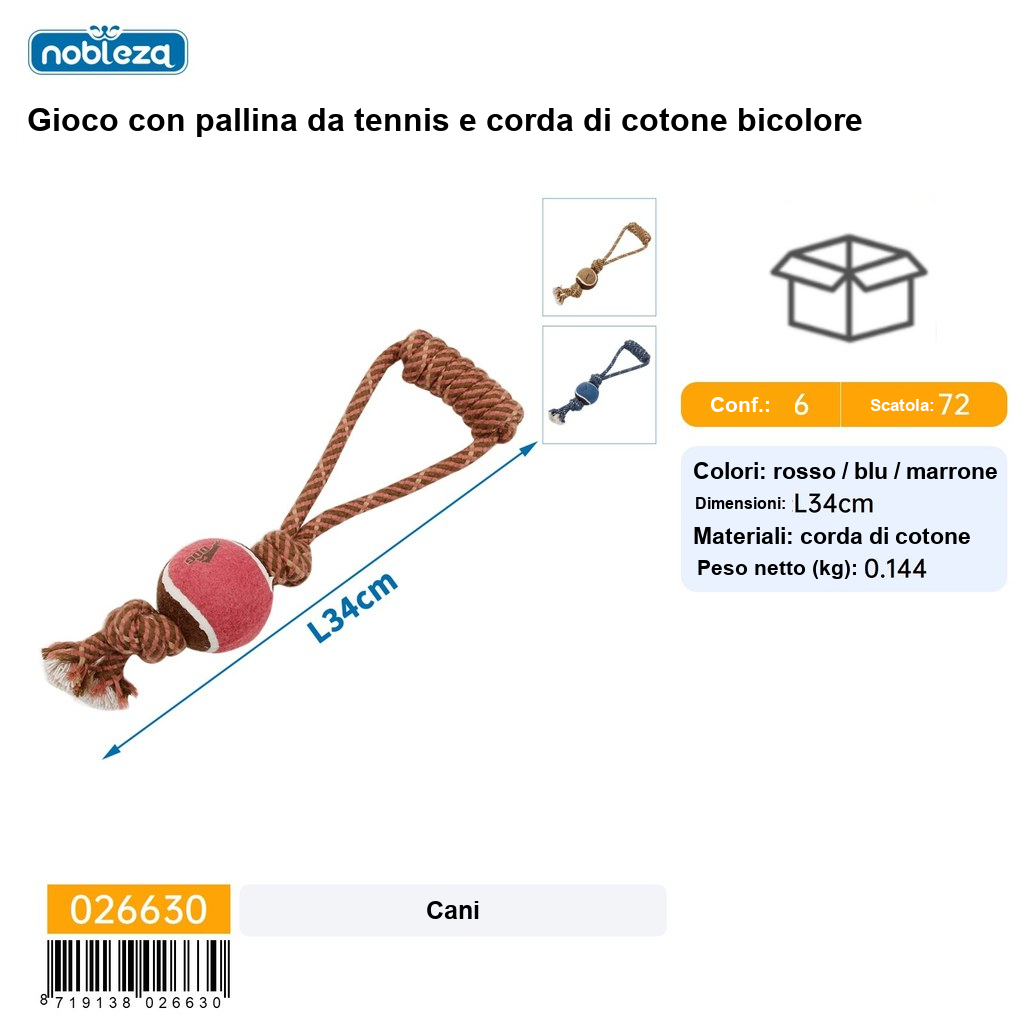 nobleza
Gioco con pallina da tennis e corda di cotone bicolore
L34cm
Conf.: 6 Scatola: 72
Colori: rosso / blu / marrone
Dimensioni: L34cm
Materiali: corda di cotone
Peso netto (kg): 0.144
026630
Cani
8 719138 026630